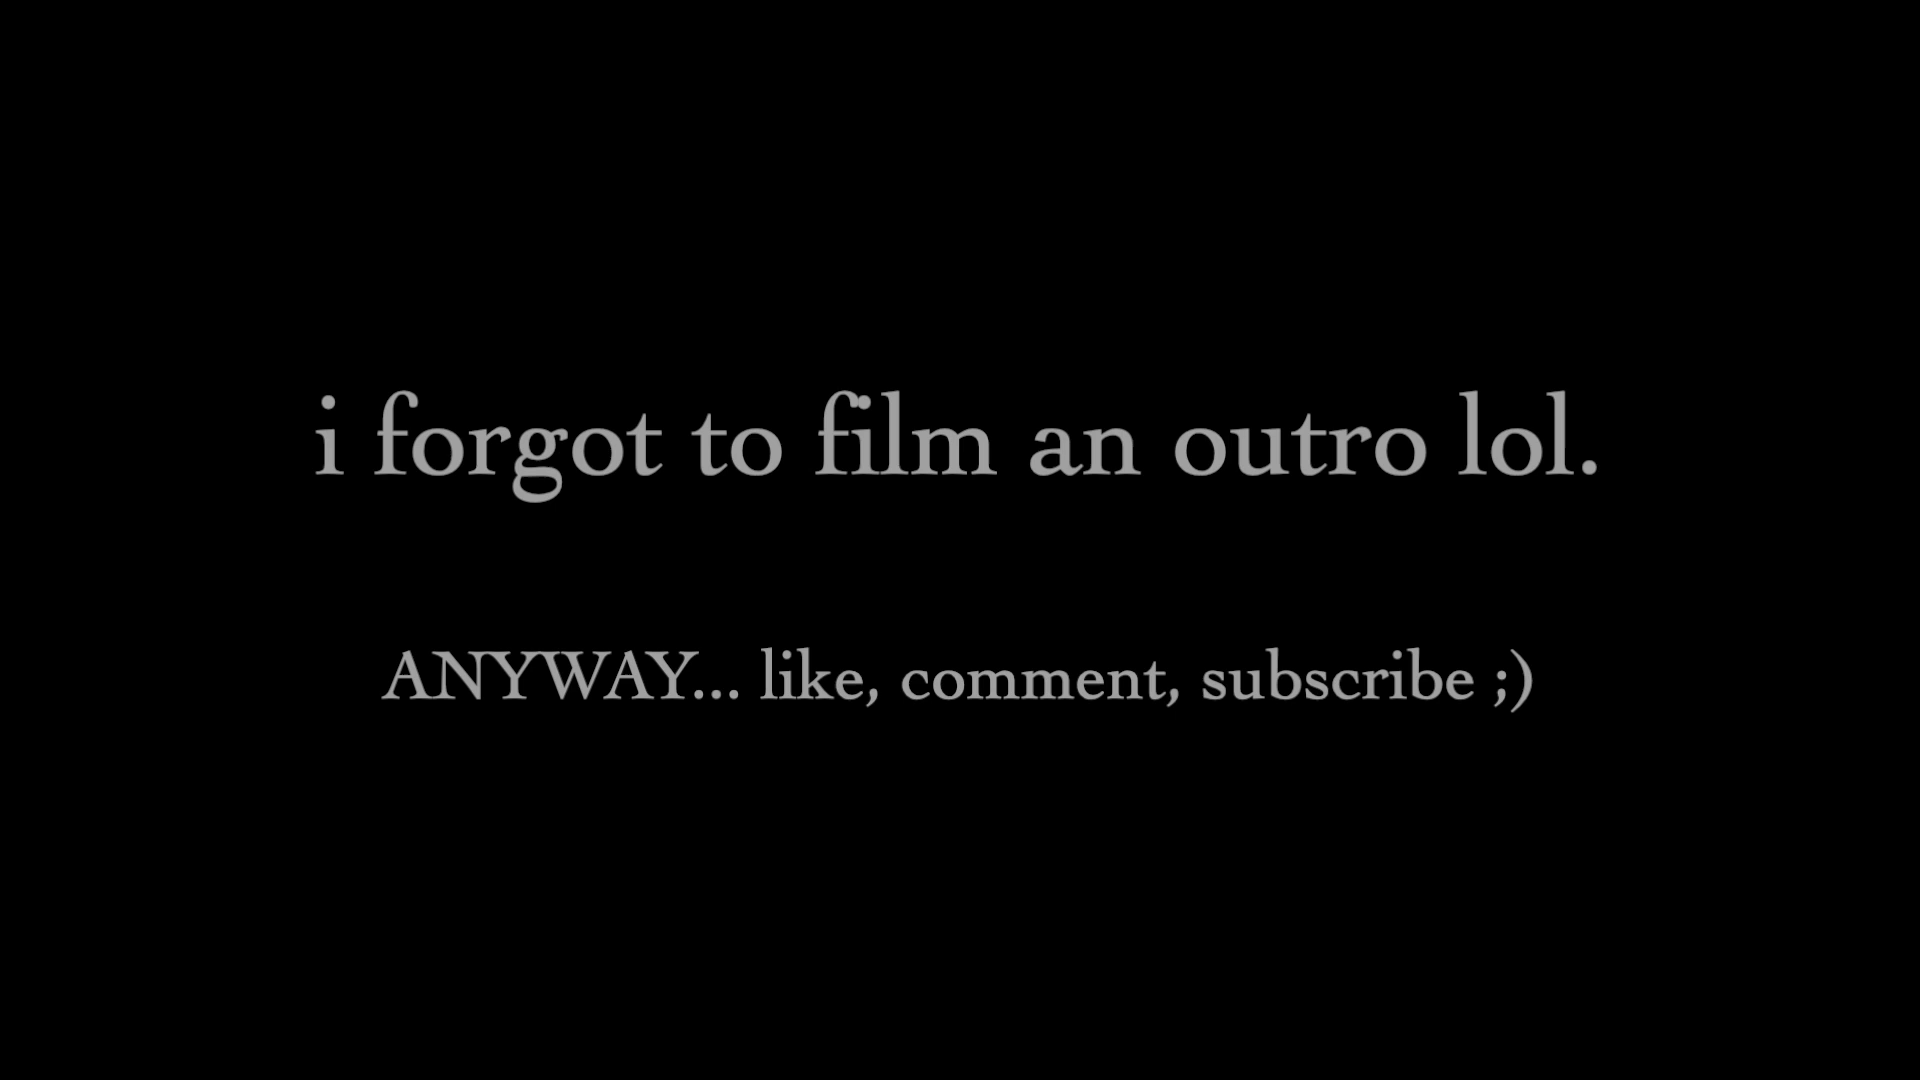 i forgot to film an outro lol.
ANYWAY... like, comment, subscribe ;)